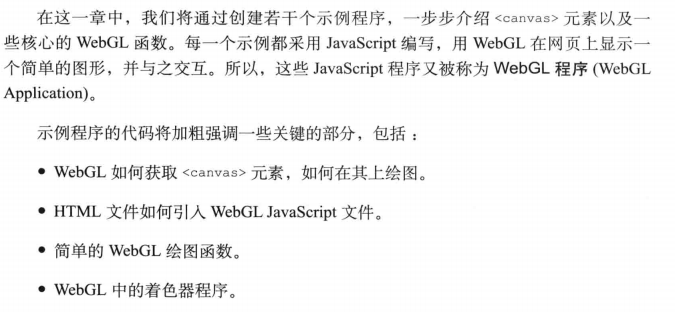 在这一章中，我们将通过创建若干个示例程序，一步步介绍 <canvas> 元素以及一
些核心的 WebGL 函数。每一个示例都采用 JavaScript 编写，用 WebGL 在网页上显示一
个简单的图形，并与之交互。所以，这些 JavaScript 程序又被称为 WebGL 程序 (WebGL
Application)。
示例程序的代码将加粗强调一些关键的部分，包括：
● WebGL 如何获取 <canvas> 元素，如何在其上绘图。
● HTML 文件如何引入 WebGL JavaScript 文件。
● 简单的 WebGL 绘图函数。
● WebGL 中的着色器程序。